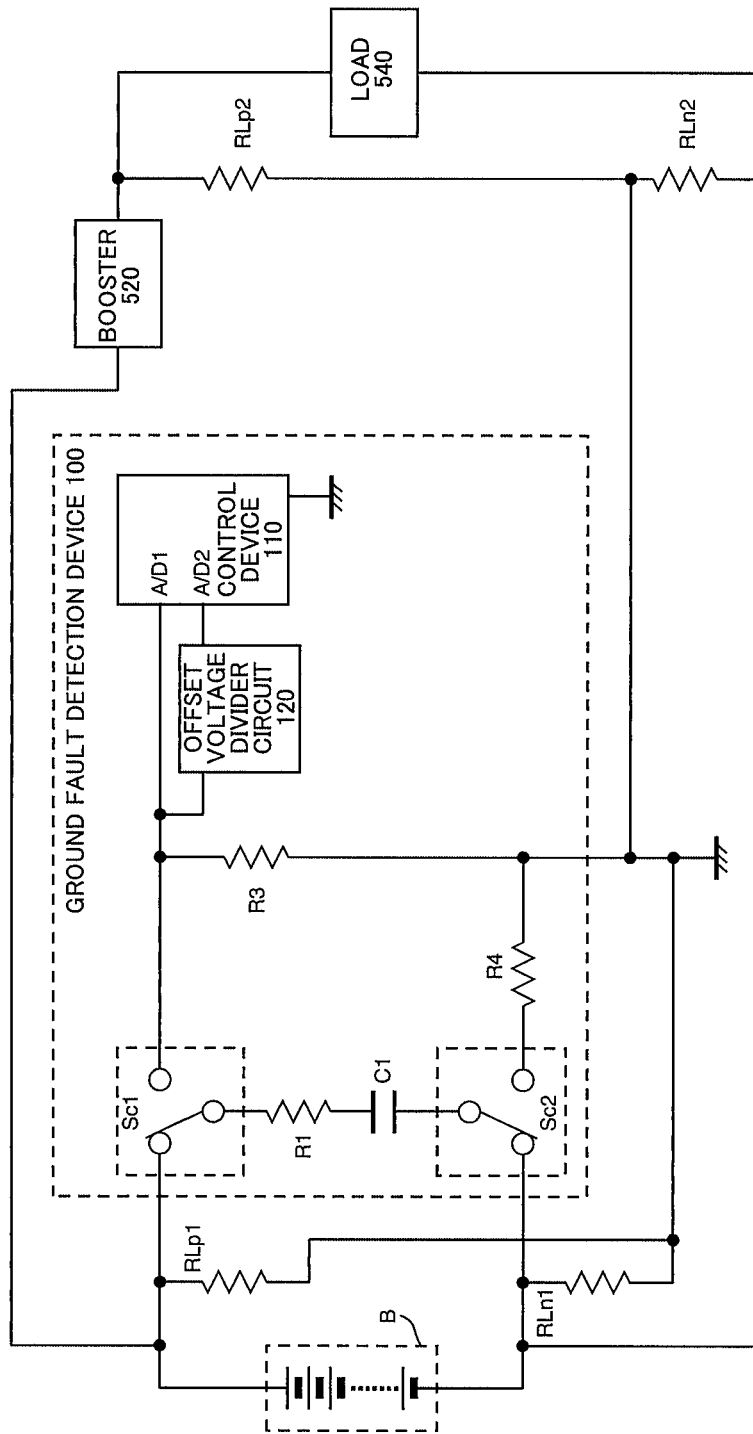 GROUND FAULT DETECTION DEVICE 100
BOOSTER
520
LOAD
540
RLp2
RLn2
A/D1
A/D2
CONTROL
DEVICE
110
OFFSET
VOLTAGE
DIVIDER
CIRCUIT
120
R3
R4
Sc1
R1
C1
Sc2
RLp1
RLn1
B